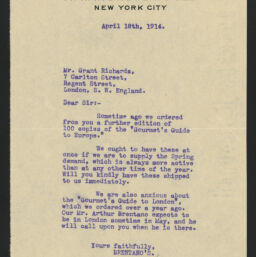 NEW YORK CITY
April 18th, 1914.
Mr. Grant Richards,
7 Carlton Street,
Regent Street,
London, S. W. England.
Dear Sir:-
Sometime ago we ordered
from you a further edition of
100 copies of the "Gourmet's Guide
to Europe."
We ought to have these at
once if we are to supply the Spring
demand, which is always more active
than at any other time of the year.
Will you kindly have these shipped
to us immediately.
We are also anxious about
the "Gourmet's Guide to London",
which we ordered over a year ago.
Our Mr. Arthur Brentano expects to
be in London sometime in May, and he
will call upon you when he is there.
Yours faithfully,
BRENTANO'S.